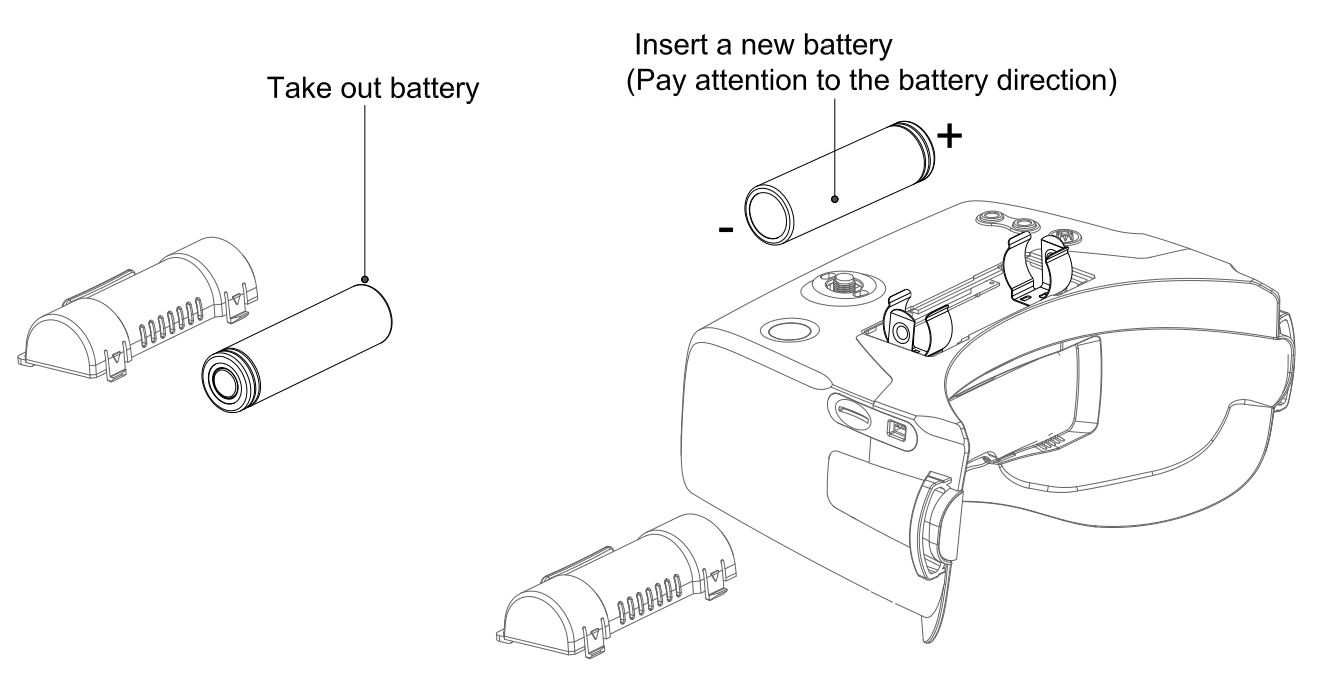 Insert a new battery
(Pay attention to the battery direction)
Take out battery
+
-